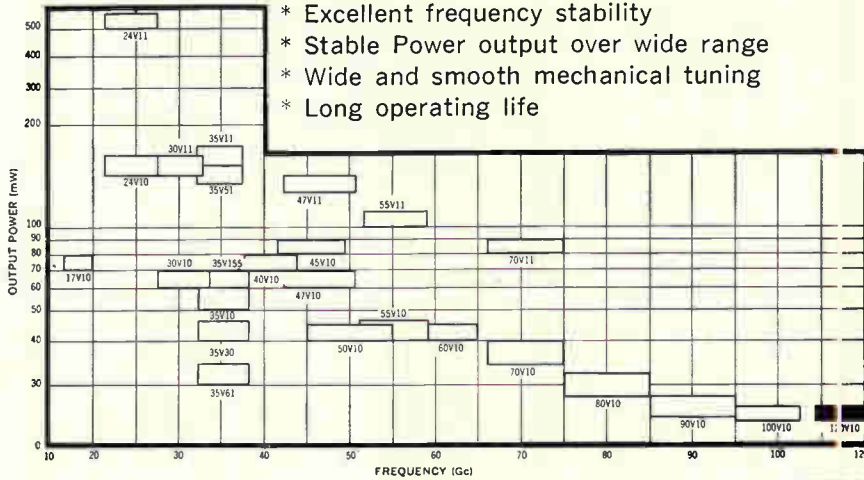 * Excellent frequency stability
* Stable Power output over wide range
* Wide and smooth mechanical tuning
* Long operating life
OUTPUT POWER (mW)
500
400
300
200
100
90
80
70
60
50
40
30
0
24V11
30V11
35V11
24V10
35V51
47V11
55V11
17V10
30V10
35V155
40V10
45V10
47V10
70V11
35V10
35V30
35V61
55V10
50V10
60V10
70V10
80V10
90V10
100V10
10 20 30 40 50 60 70 80 90 100
FREQUENCY (Gc)